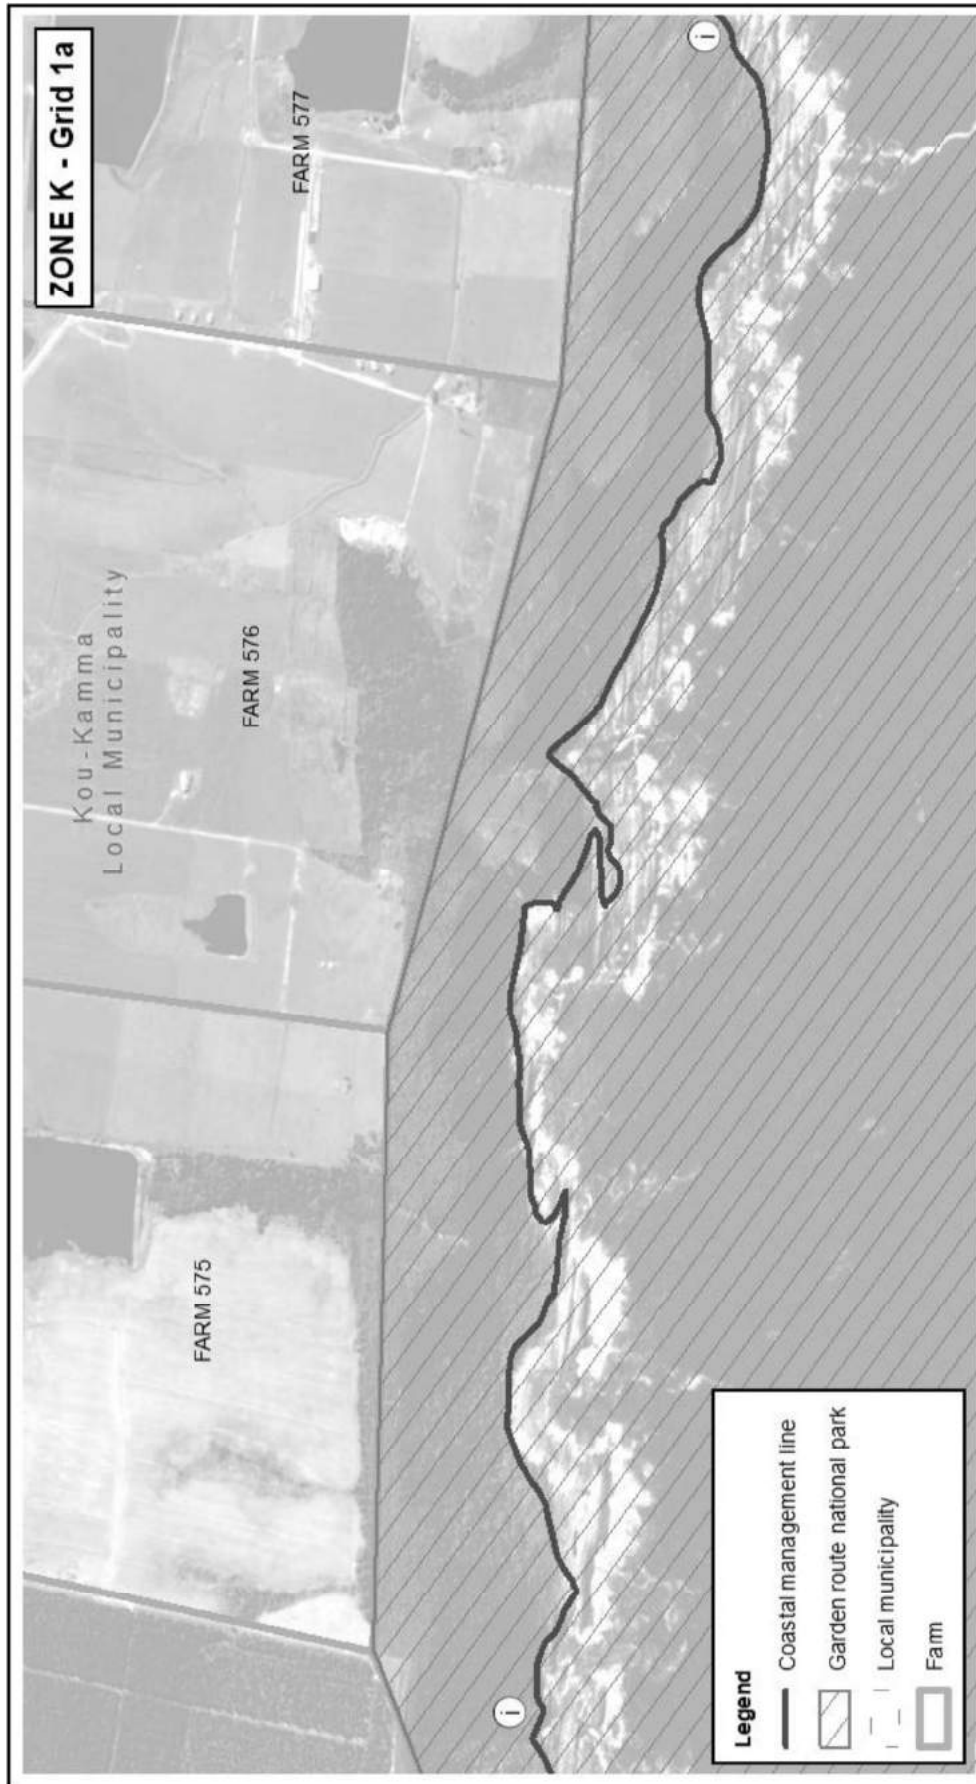 ZONE K - Grid 1a
Kou-Kamma
Local Municipality
FARM 575
FARM 576
FARM 577
i
i
Legend
Coastal management line
Garden route national park
Local municipality
Farm